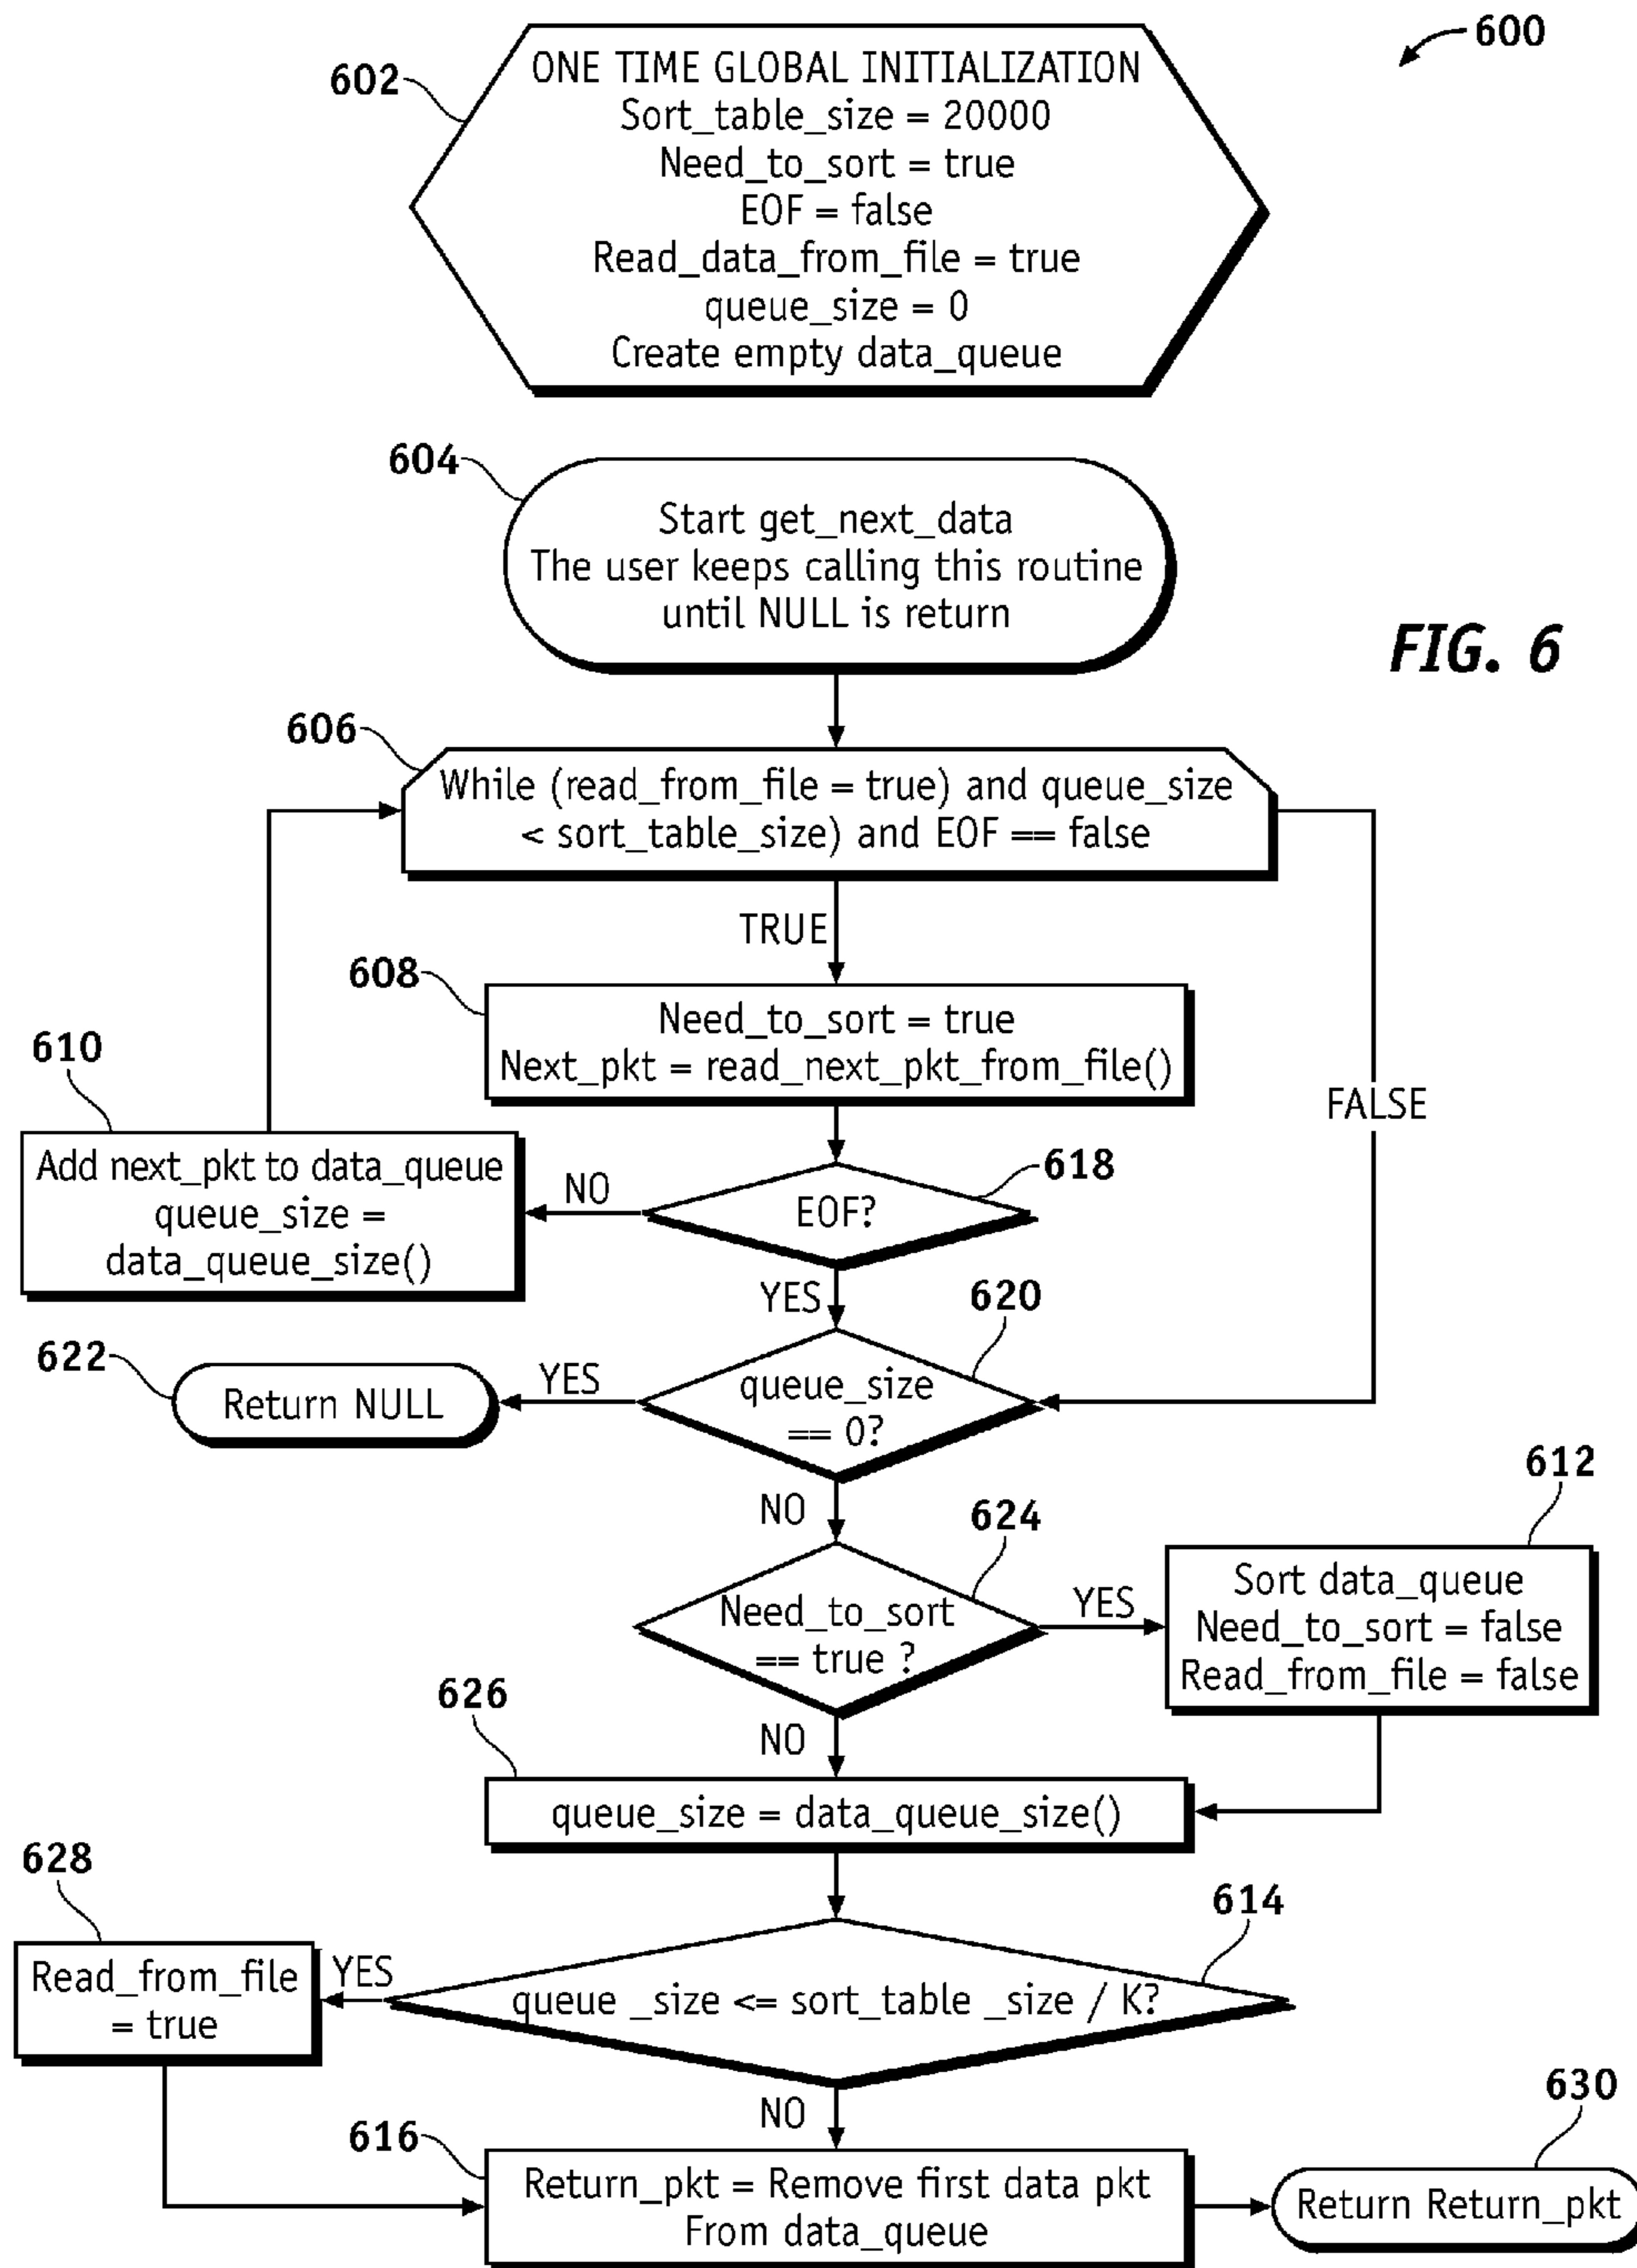 600
602
ONE TIME GLOBAL INITIALIZATION
Sort_table_size = 20000
Need_to_sort = true
EOF = false
Read_data_from_file = true
queue_size = 0
Create empty data_queue
604
Start get_next_data
The user keeps calling this routine
until NULL is return
FIG. 6
606
While (read_from_file = true) and queue_size
< sort_table_size) and EOF == false
TRUE
FALSE
608
Need_to_sort = true
Next_pkt = read_next_pkt_from_file()
610
Add next_pkt to data_queue
queue_size =
data_queue_size()
NO
618
EOF?
YES
620
queue_size
== 0?
YES
622
Return NULL
NO
624
Need_to_sort
== true ?
YES
612
Sort data_queue
Need_to_sort = false
Read_from_file = false
NO
626
queue_size = data_queue_size()
614
queue _size <= sort_table _size / K?
YES
628
Read_from_file
= true
NO
616
Return_pkt = Remove first data pkt
From data_queue
630
Return Return_pkt